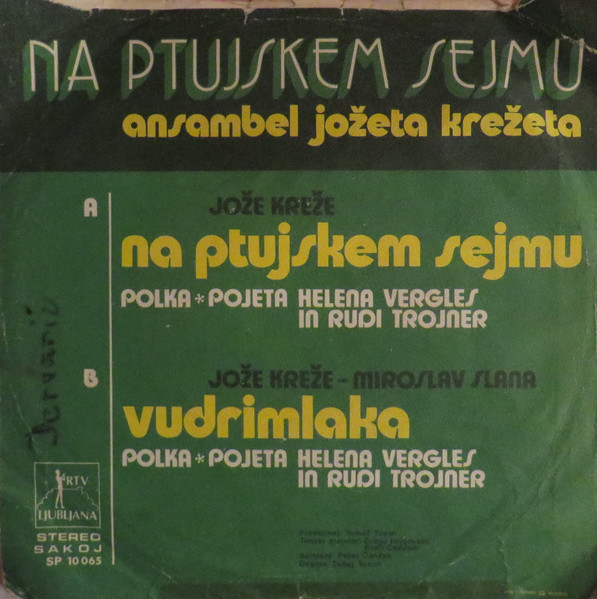 NA PTUJSKEM SEJMU
ansambel jožeta krežeta
A
JOŽE KREŽE
na ptujskem sejmu
POLKA * POJETA HELENA VERGLES
IN RUDI TROJNER
B
JOŽE KREŽE - MIROSLAV SLANA
vudrimlaka
POLKA * POJETA HELENA VERGLES
IN RUDI TROJNER
RTV
LJUBLJANA
STEREO
SAKOJ
SP 10 065